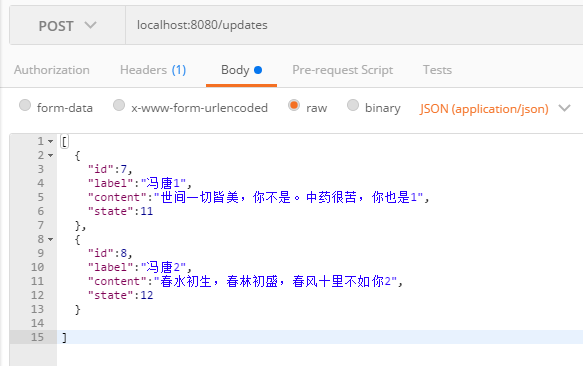 POST localhost:8080/updates
Authorization Headers (1) Body Pre-request Script Tests
form-data x-www-form-urlencoded raw binary JSON (application/json)
1 [
2 {
3 "id":7,
4 "label":"冯唐1",
5 "content":"世间一切皆美，你不是。中药很苦，你也是1",
6 "state":11
7 },
8 {
9 "id":8,
10 "label":"冯唐2",
11 "content":"春水初生，春林初盛，春风十里不如你2",
12 "state":12
13 }
14
15 ]